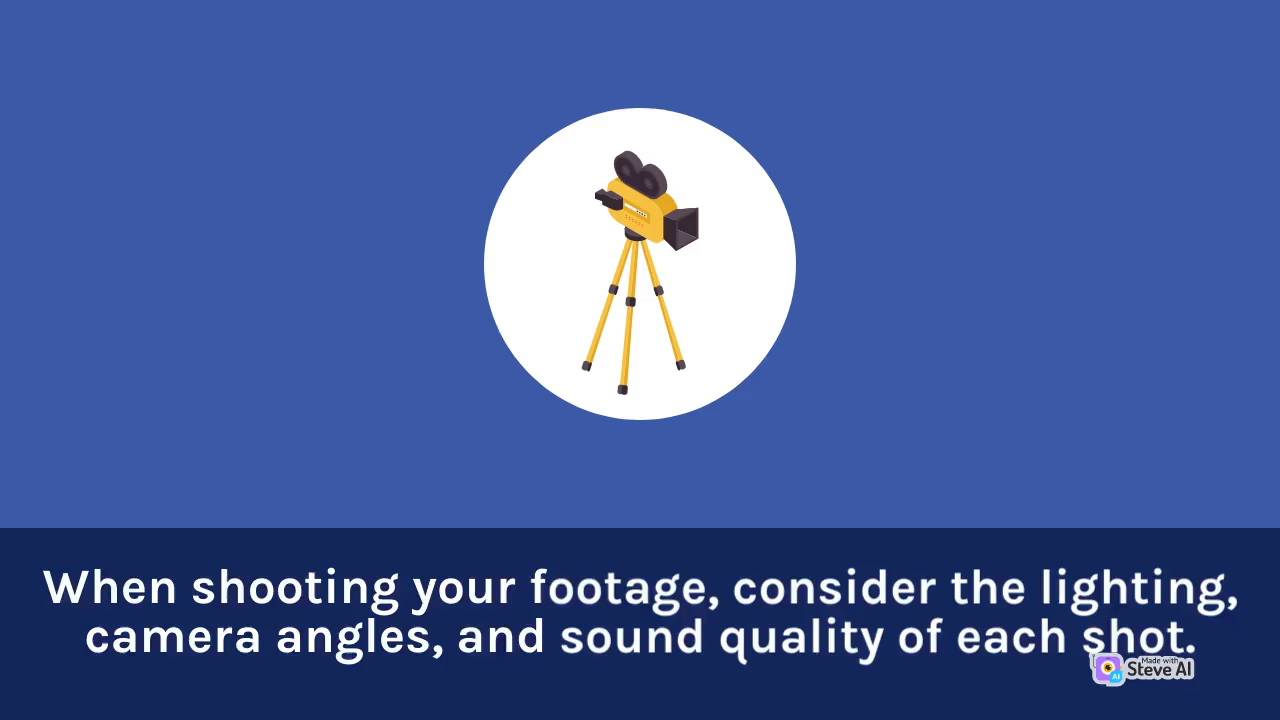 When shooting your footage, consider the lighting,
camera angles, and sound quality of each shot.
Made with
Steve AI
AI